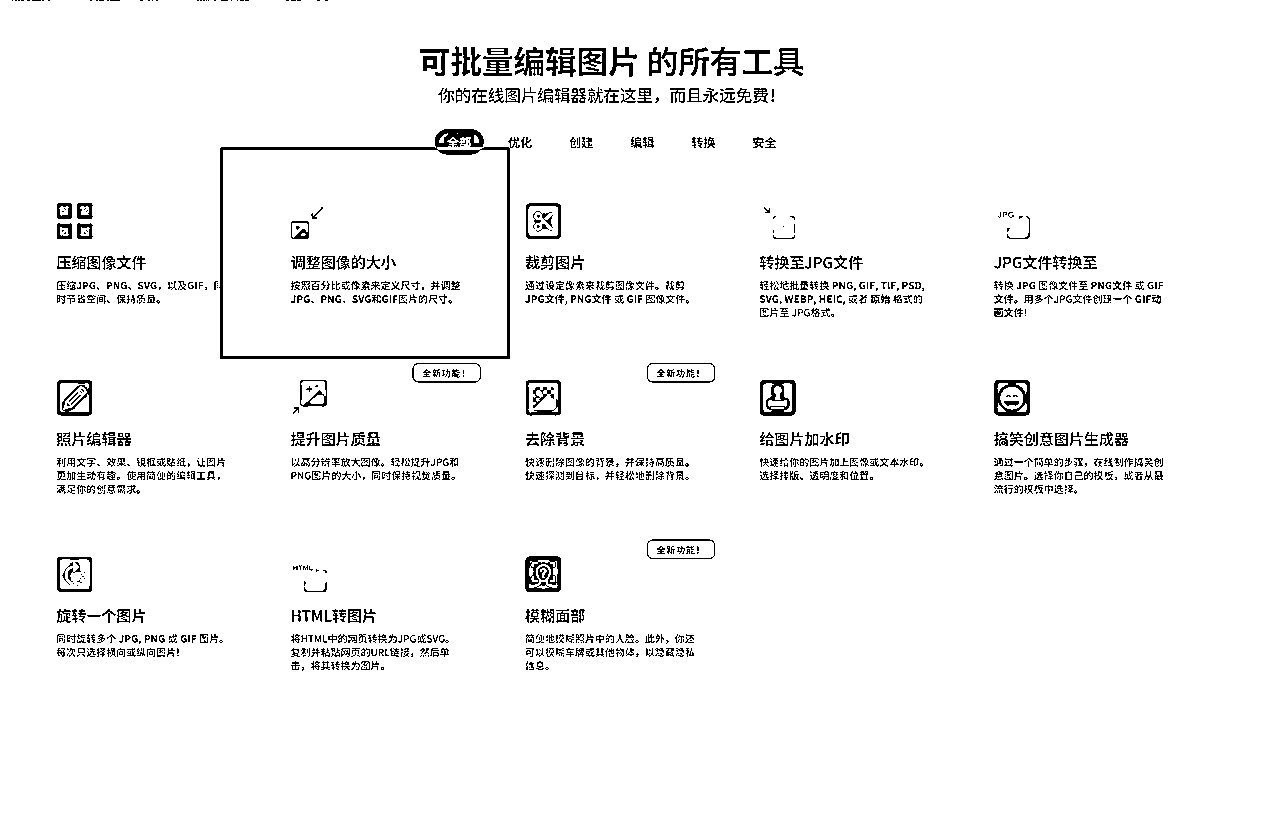 可批量编辑图片 的所有工具
你的在线图片编辑器就在这里，而且永远免费！
全部 优化 创建 编辑 转换 安全
压缩图像文件
压缩JPG、PNG、SVG，以及GIF，
时节省空间、保持质量。
调整图像的大小
按照百分比或像素来定义尺寸，并调整
JPG、PNG、SVG和GIF图片的尺寸。
裁剪图片
通过设定像素来裁剪图像文件。裁剪
JPG文件, PNG文件 或 GIF 图像文件。
转换至JPG文件
轻松地批量转换 PNG, GIF, TIF, PSD,
SVG, WEBP, HEIC, 或者 原始 格式的
图片至 JPG格式。
JPG
JPG文件转换至
转换 JPG 图像文件至 PNG文件 或 GIF
文件。用多个JPG文件创建一个 GIF动
画文件！
照片编辑器
利用文字、效果、镜框或贴纸，让图片
更加生动有趣。使用简便的编辑工具，
满足你的创意需求。
全新功能！
提升图片质量
以高分辨率放大图像。轻松提升JPG和
PNG图片的大小，同时保持视觉质量。
全新功能！
去除背景
快速删除图像的背景，并保持高质量。
快速探测到目标，并轻松地删除背景。
给图片加水印
快速给你的图片加上图像或文本水印。
选择排版、透明度和位置。
搞笑创意图片生成器
通过一个简单的步骤，在线制作搞笑创
意图片。选择你自己的模板，或者从最
流行的模板中选择。
旋转一个图片
同时旋转多个 JPG, PNG 或 GIF 图片。
每次只选择横向或纵向图片！
HTML
HTML转图片
将HTML中的网页转换为JPG或SVG。
复制并粘贴网页的URL链接，然后单
击，将其转换为图片。
全新功能！
模糊面部
简便地模糊照片中的人脸。此外，你还
可以模糊车牌或其他物体，以隐藏隐私
信息。